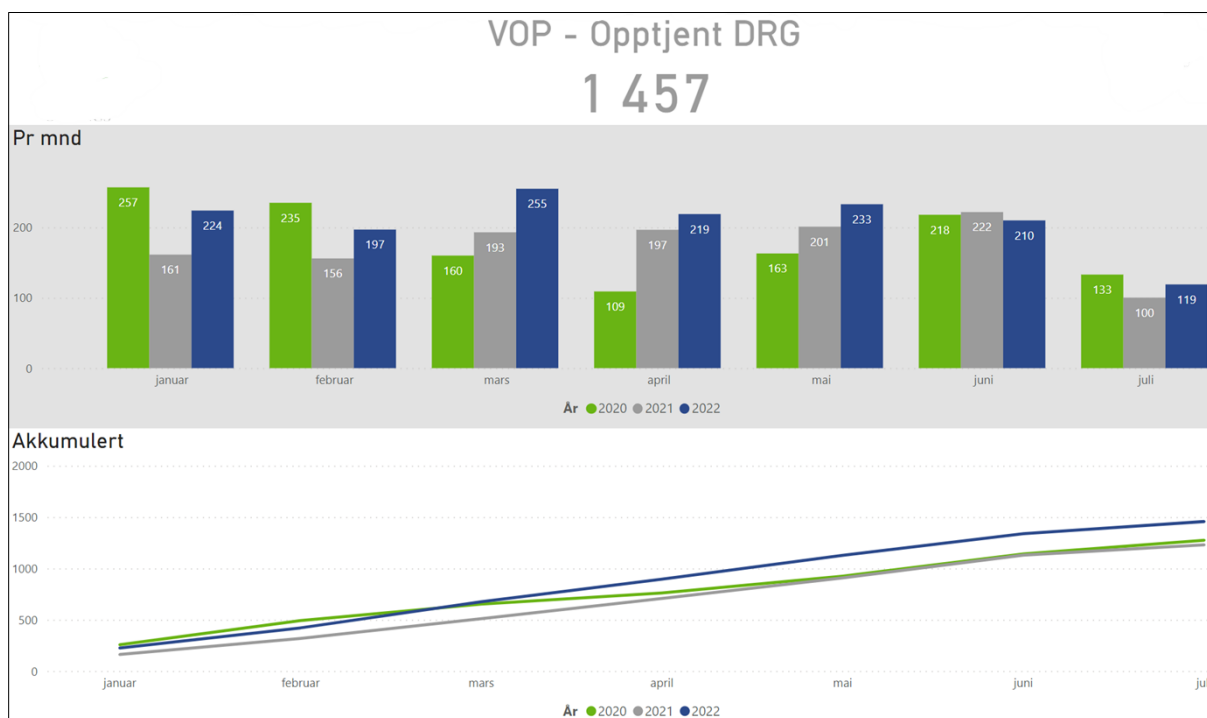 VOP - Opptjent DRG
1 457
Pr mnd
200
100
0
257 161 224
235 156 197
160 193 255
109 197 219
163 201 233
218 222 210
133 100 119
januar februar mars april mai juni juli
År 2020 2021 2022
Akkumulert
2000
1500
1000
500
0
januar februar mars april mai juni jul
År 2020 2021 2022